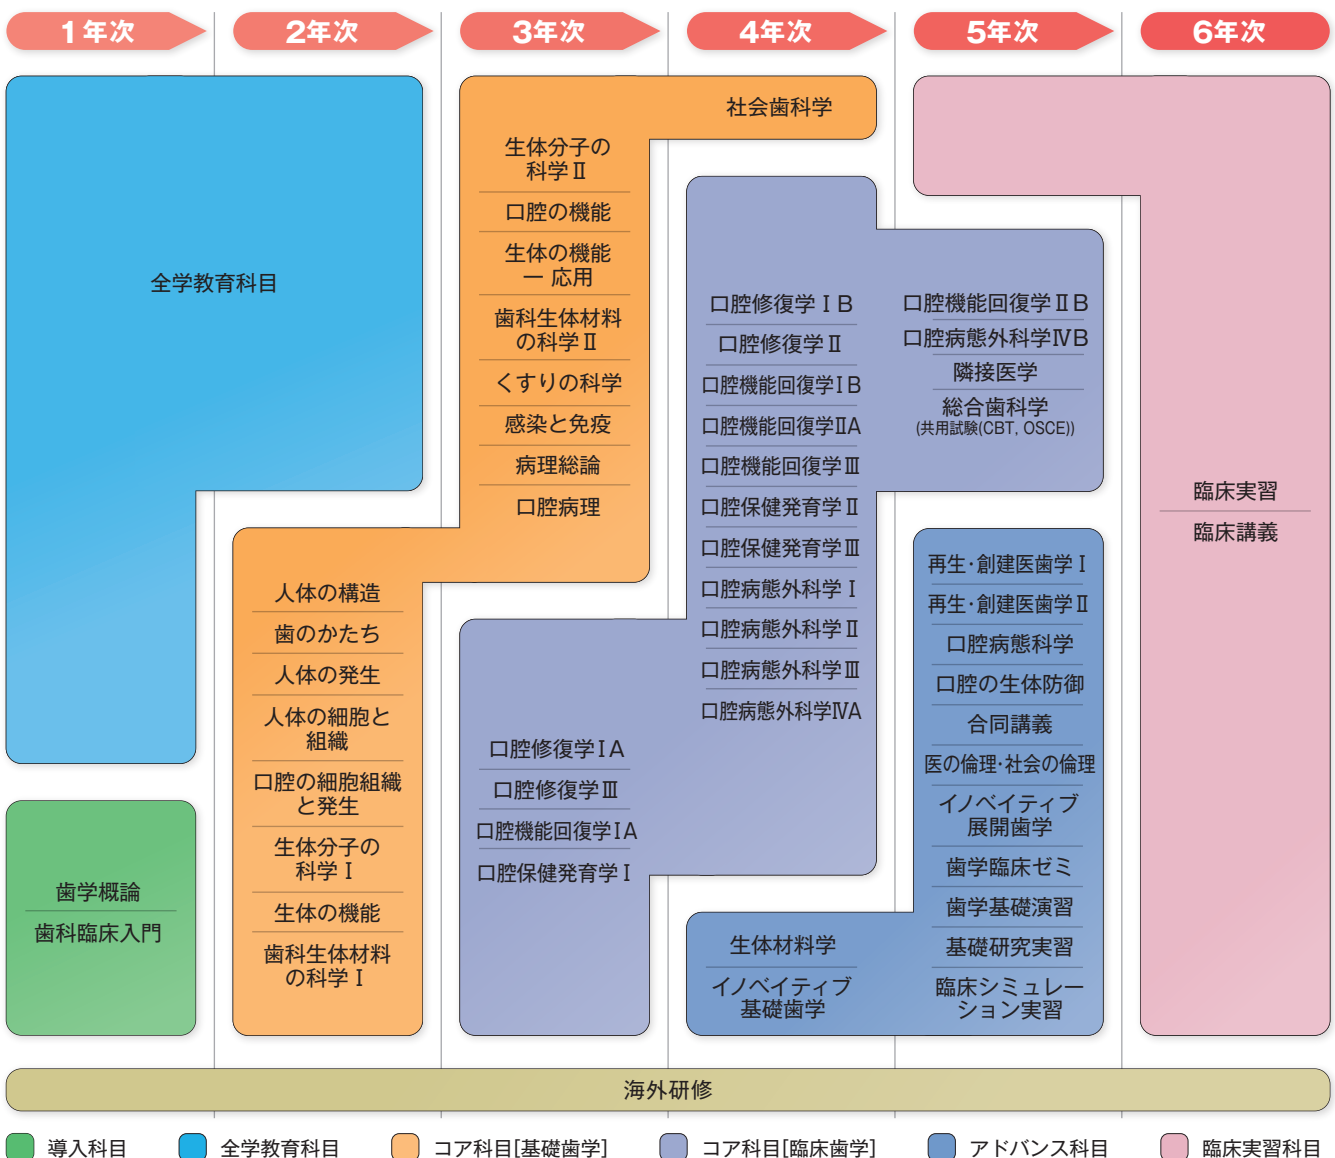 1年次
2年次
3年次
4年次
5年次
6年次
全学教育科目
歯学概論
歯科臨床入門
人体の構造
歯のかたち
人体の発生
人体の細胞と
組織
口腔の細胞組織
と発生
生体分子の
科学Ⅰ
生体の機能
歯科生体材料
の科学Ⅰ
社会歯科学
生体分子の
科学Ⅱ
口腔の機能
生体の機能
― 応用
歯科生体材料
の科学Ⅱ
くすりの科学
感染と免疫
病理総論
口腔病理
口腔修復学ⅠA
口腔修復学Ⅲ
口腔機能回復学ⅠA
口腔保健発育学Ⅰ
口腔修復学ⅠB
口腔修復学Ⅱ
口腔機能回復学ⅠB
口腔機能回復学ⅡA
口腔機能回復学Ⅲ
口腔保健発育学Ⅱ
口腔保健発育学Ⅲ
口腔病態外科学Ⅰ
口腔病態外科学Ⅱ
口腔病態外科学Ⅲ
口腔病態外科学ⅣA
口腔機能回復学ⅡB
口腔病態外科学ⅣB
隣接医学
総合歯科学
(共用試験(CBT, OSCE))
生体材料学
イノベイティブ
基礎歯学
再生・創建医歯学Ⅰ
再生・創建医歯学Ⅱ
口腔病態科学
口腔の生体防御
合同講義
医の倫理・社会の倫理
イノベイティブ
展開歯学
歯学臨床ゼミ
歯学基礎演習
基礎研究実習
臨床シミュレー
ション実習
臨床実習
臨床講義
海外研修
導入科目
全学教育科目
コア科目[基礎歯学]
コア科目[臨床歯学]
アドバンス科目
臨床実習科目